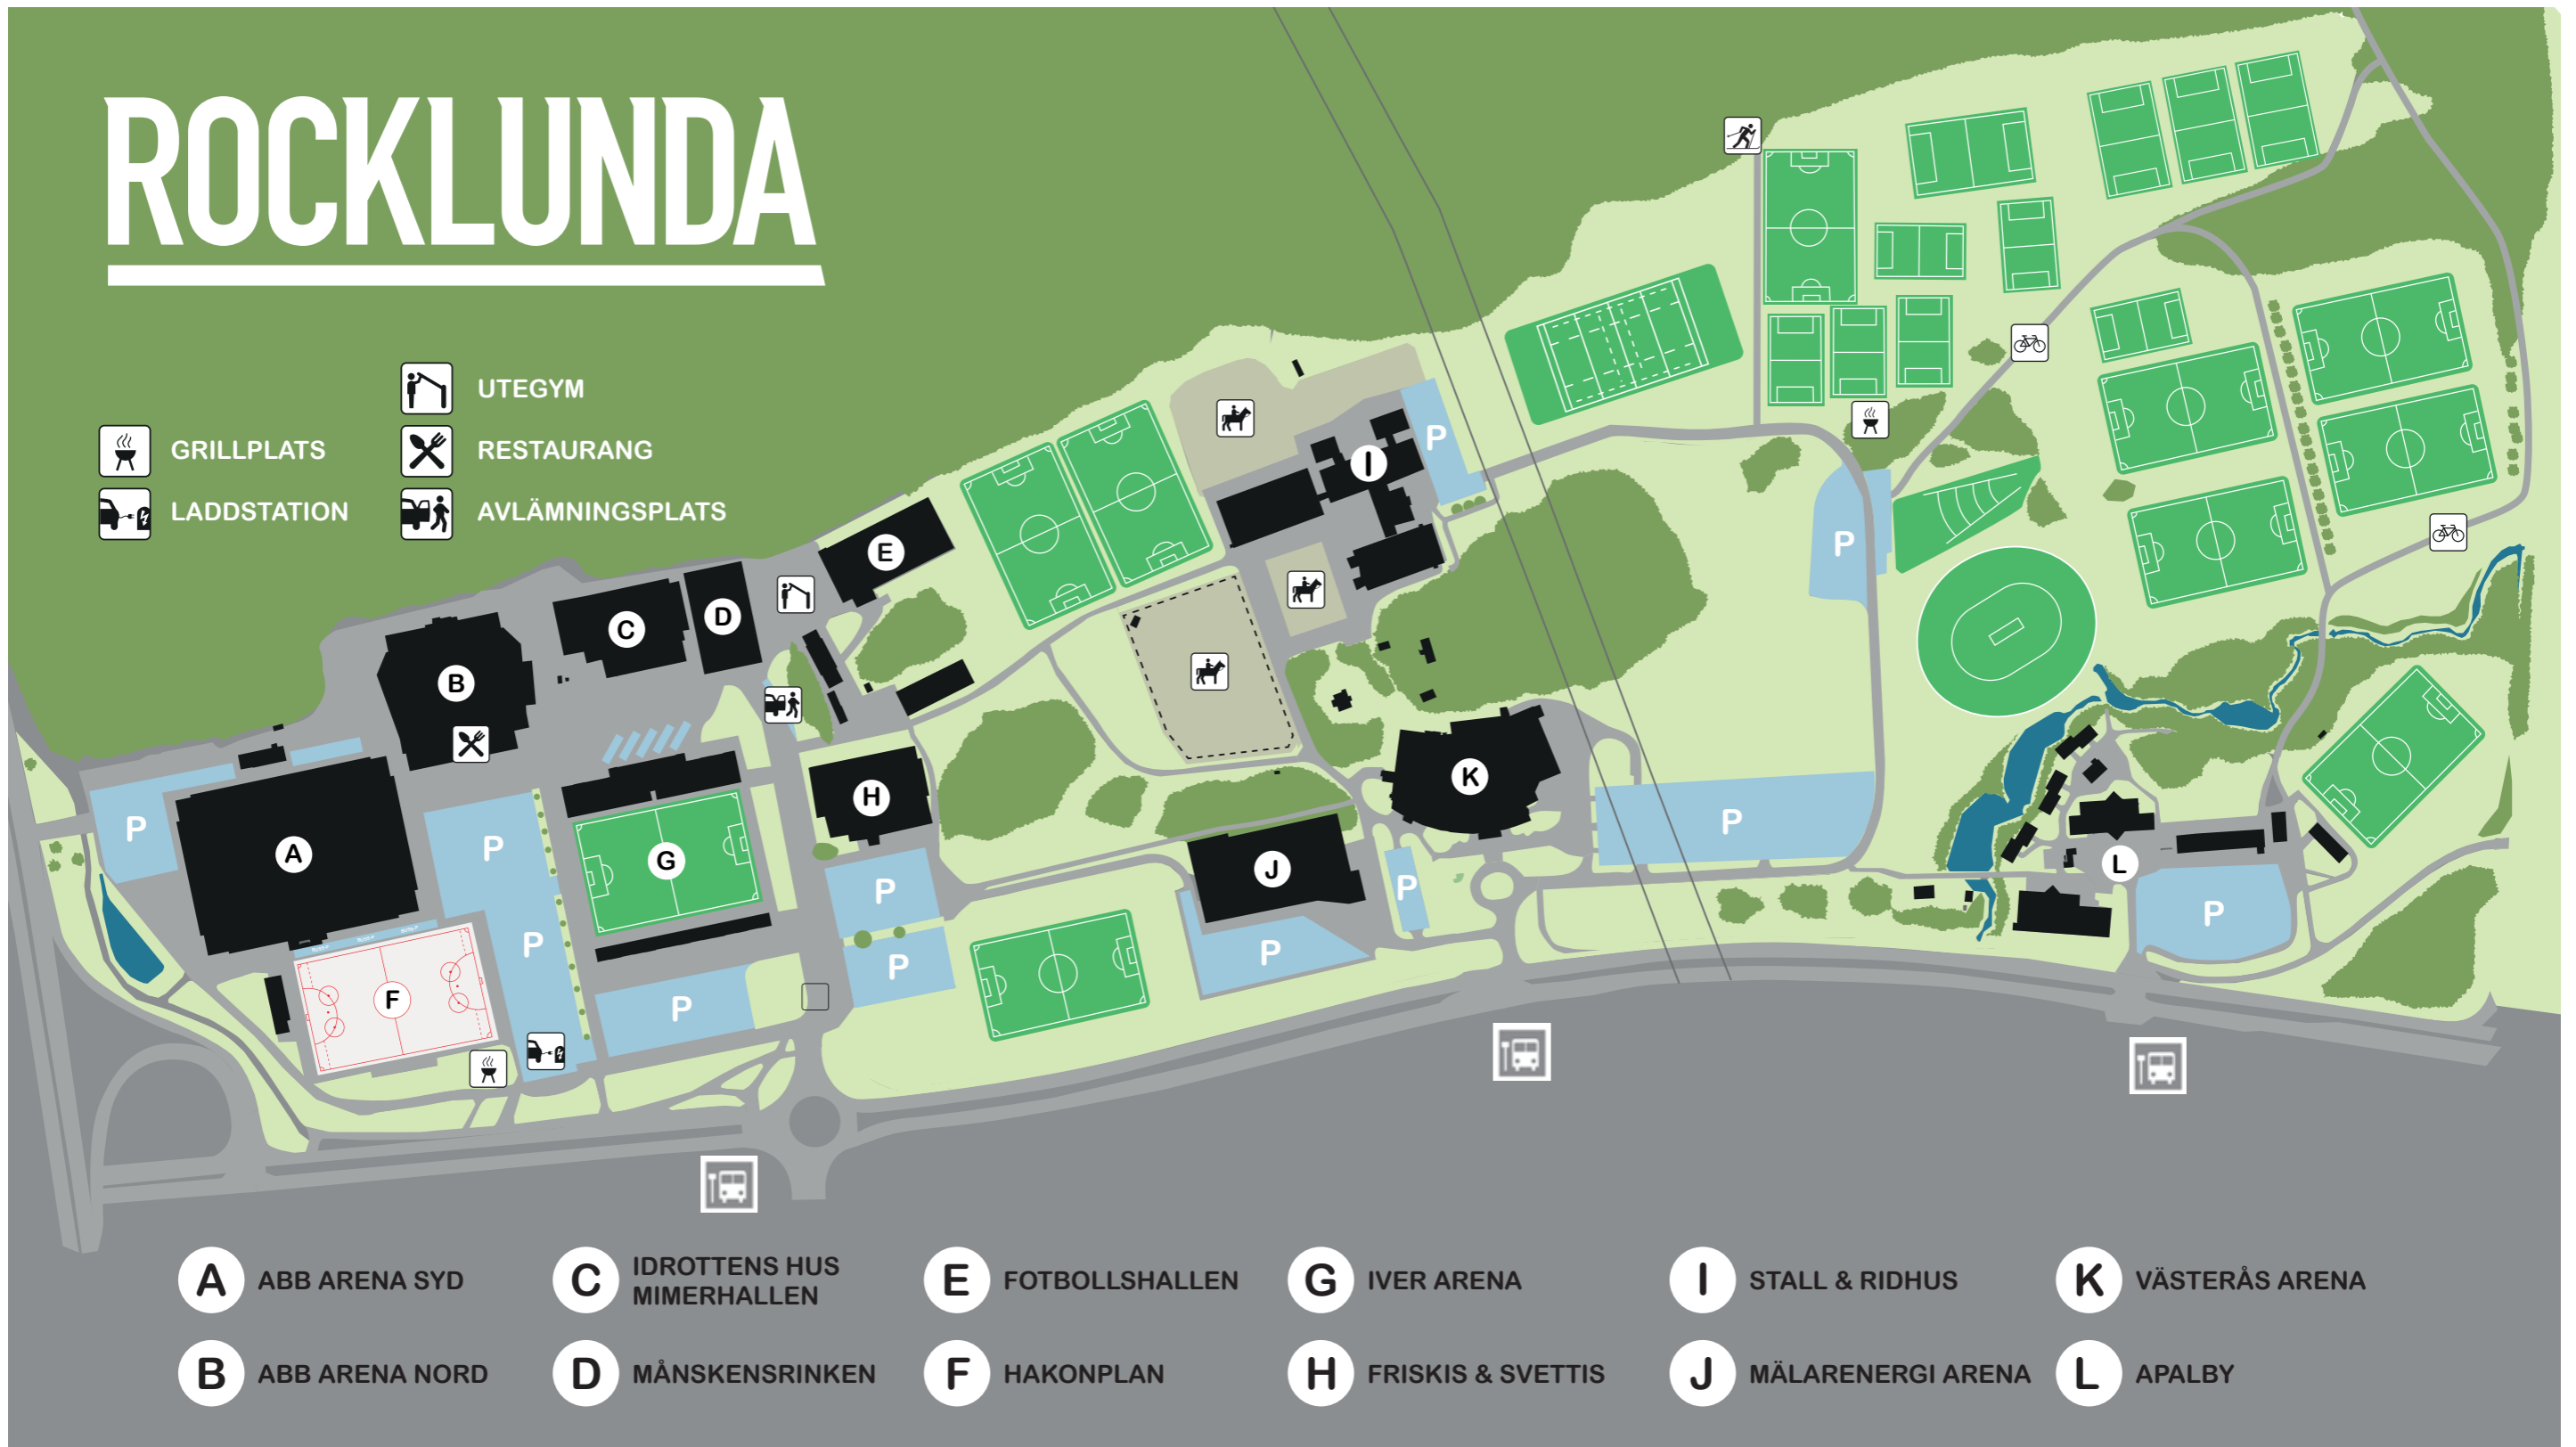 ROCKLUNDA
UTEGYM
GRILLPLATS
RESTAURANG
LADDSTATION
AVLÄMNINGSPLATS
P
I
E
P
D
C
B
K
H
P
P
P
G
A
J
L
P
P
P
P
P
P
F
P
P
A ABB ARENA SYD
B ABB ARENA NORD
C IDROTTENS HUS
MIMERHALLEN
D MÅNSKENSRINKEN
E FOTBOLLSHALLEN
F HAKONPLAN
G IVER ARENA
H FRISKIS & SVETTIS
I STALL & RIDHUS
J MÄLARENERGI ARENA
K VÄSTERÅS ARENA
L APALBY